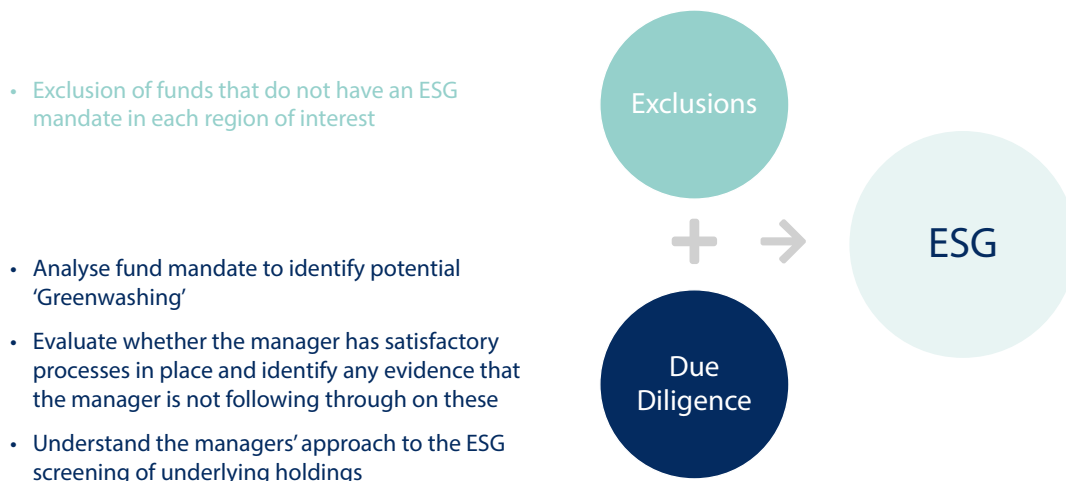 • Exclusion of funds that do not have an ESG
mandate in each region of interest
Exclusions
ESG
• Analyse fund mandate to identify potential
‘Greenwashing’
• Evaluate whether the manager has satisfactory
processes in place and identify any evidence that
the manager is not following through on these
• Understand the managers’ approach to the ESG
screening of underlying holdings
Due
Diligence